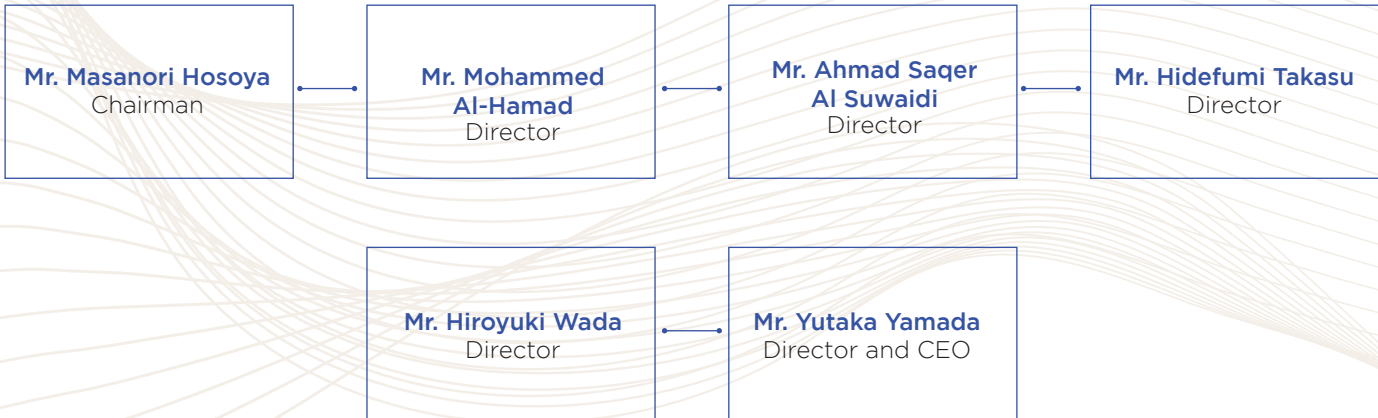 Mr. Masanori Hosoya
Chairman
Mr. Mohammed
Al-Hamad
Director
Mr. Ahmad Saqer
Al Suwaidi
Director
Mr. Hidefumi Takasu
Director
Mr. Hiroyuki Wada
Director
Mr. Yutaka Yamada
Director and CEO